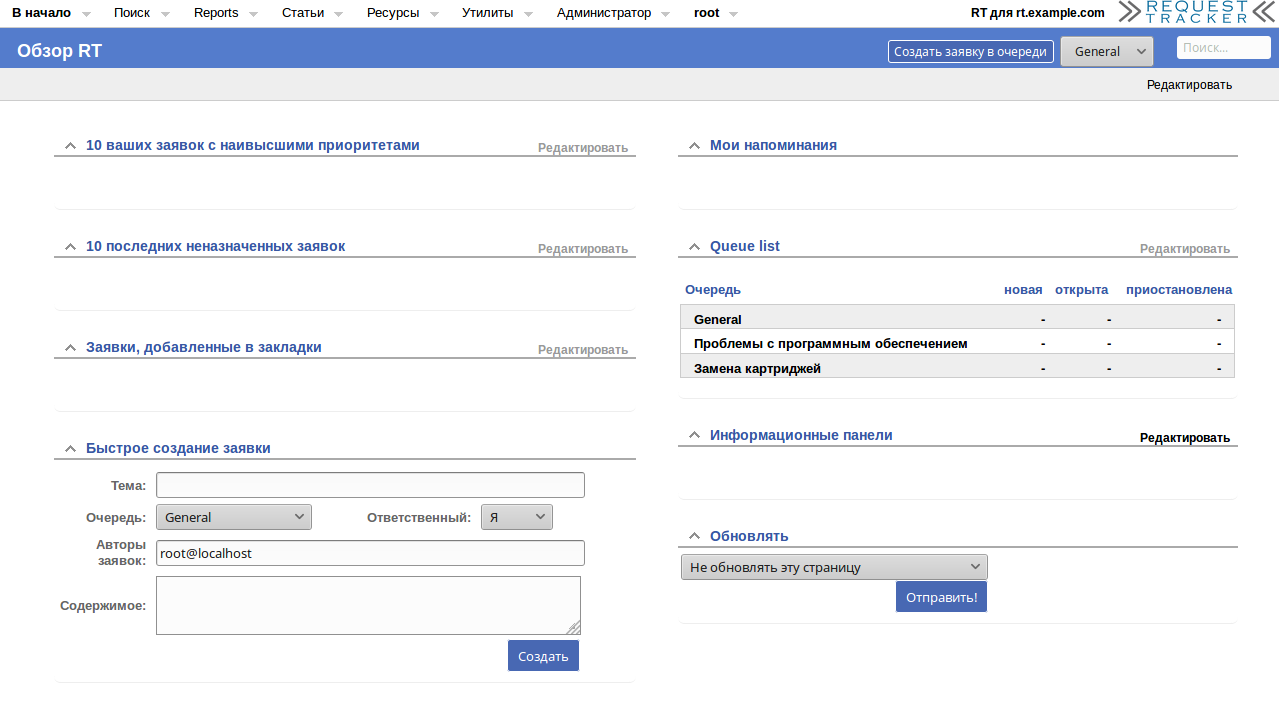 В начало Поиск Reports Статьи Ресурсы Утилиты Администратор root RT для rt.example.com REQUEST TRACKER
Обзор RT Создать заявку в очереди General Поиск...
Редактировать
10 ваших заявок с наивысшими приоритетами Редактировать
10 последних неназначенных заявок Редактировать
Заявки, добавленные в закладки Редактировать
Быстрое создание заявки
Тема:
Очередь: General Ответственный: Я
Авторы заявок: root@localhost
Содержимое:
Создать
Мои напоминания
Queue list Редактировать
Очередь новая открыта приостановлена
General - - -
Проблемы с программным обеспечением - - -
Замена картриджей - - -
Информационные панели Редактировать
Обновлять
Не обновлять эту страницу
Отправить!